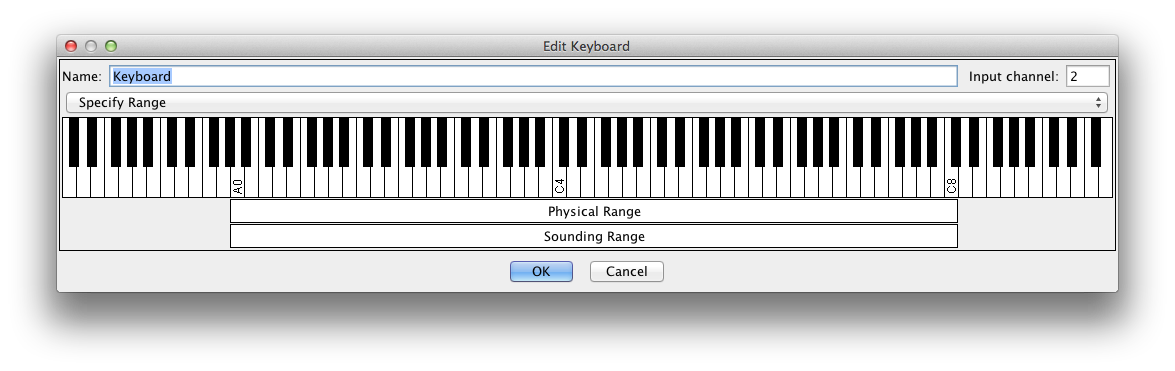 Edit Keyboard
Name: Keyboard Input channel: 2
Specify Range
A0 C4 C8
Physical Range
Sounding Range
OK Cancel